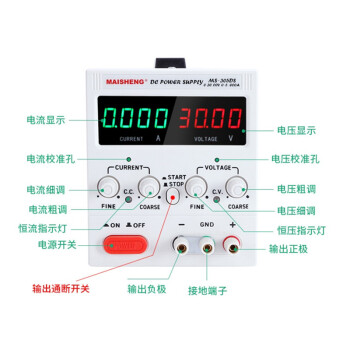 MAISHENG® DC POWER SUPPLY MS-305DS
0.000 30.00
CURRENT A VOLTAGE V
电流显示
电压显示
电流校准孔
电压校准孔
CURRENT START VOLTAGE
STOP
电流细调
电压粗调
C.C. C.V.
电流粗调
电压细调
FINE COARSE FINE COARSE
恒流指示灯
恒压指示灯
ON OFF - GND +
电源开关
输出正极
输出通断开关
输出负极
接地端子